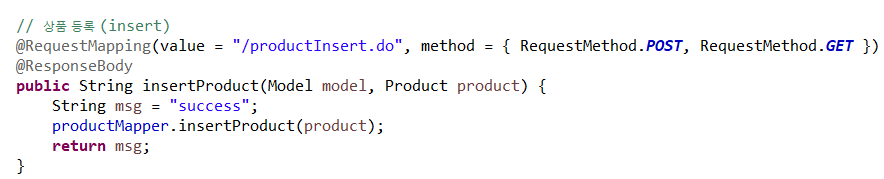 // 상품 등록 (insert)
@RequestMapping(value = "/productInsert.do", method = { RequestMethod.POST, RequestMethod.GET })
@ResponseBody
public String insertProduct(Model model, Product product) {
    String msg = "success";
    productMapper.insertProduct(product);
    return msg;
}